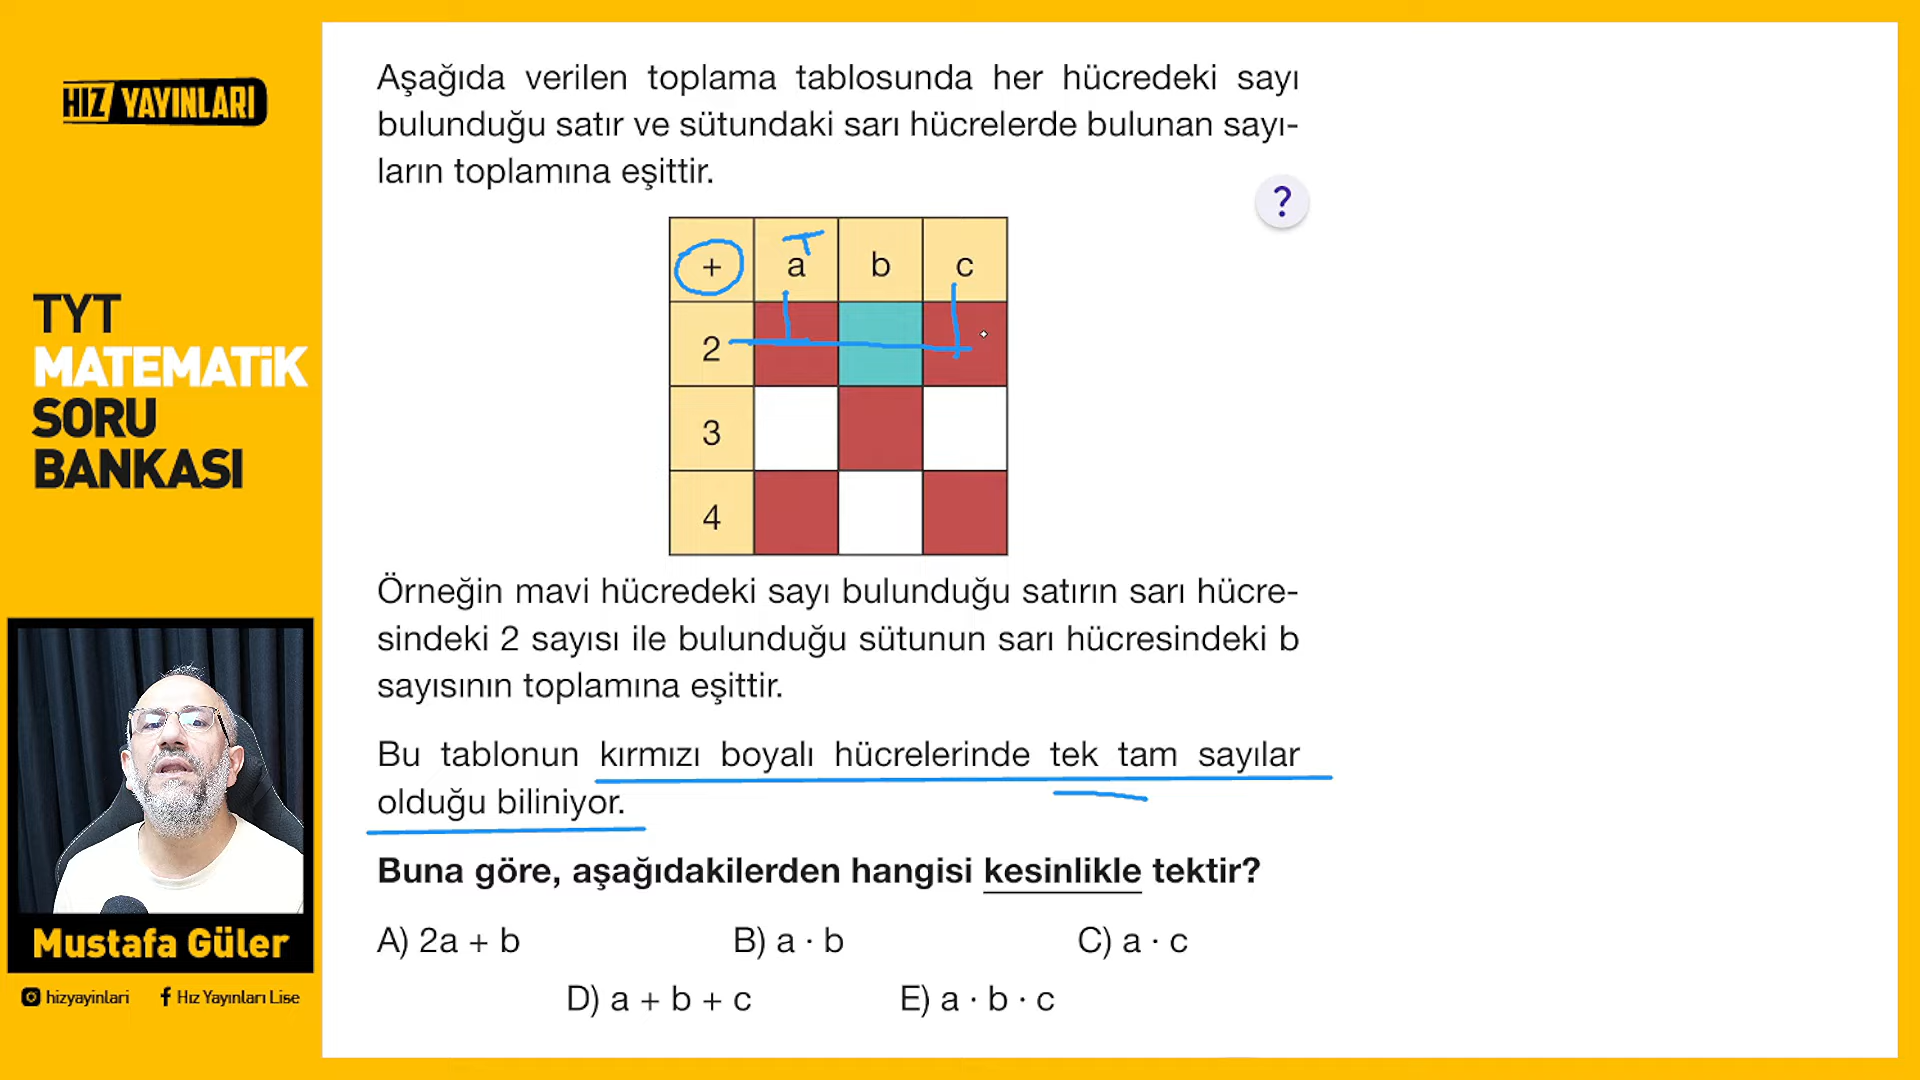 HIZ YAYINLARI
TYT
MATEMATİK
SORU
BANKASI
Mustafa Güler
hizyayinlari
Hız Yayınları Lise
Aşağıda verilen toplama tablosunda her hücredeki sayı
bulunduğu satır ve sütundaki sarı hücrelerde bulunan sayı-
ların toplamına eşittir.
?
T
+ a b c
2
3
4
Örneğin mavi hücredeki sayı bulunduğu satırın sarı hücre-
sindeki 2 sayısı ile bulunduğu sütunun sarı hücresindeki b
sayısının toplamına eşittir.
Bu tablonun kırmızı boyalı hücrelerinde tek tam sayılar
olduğu biliniyor.
Buna göre, aşağıdakilerden hangisi kesinlikle tektir?
A) 2a + b B) a · b C) a · c
D) a + b + c E) a · b · c